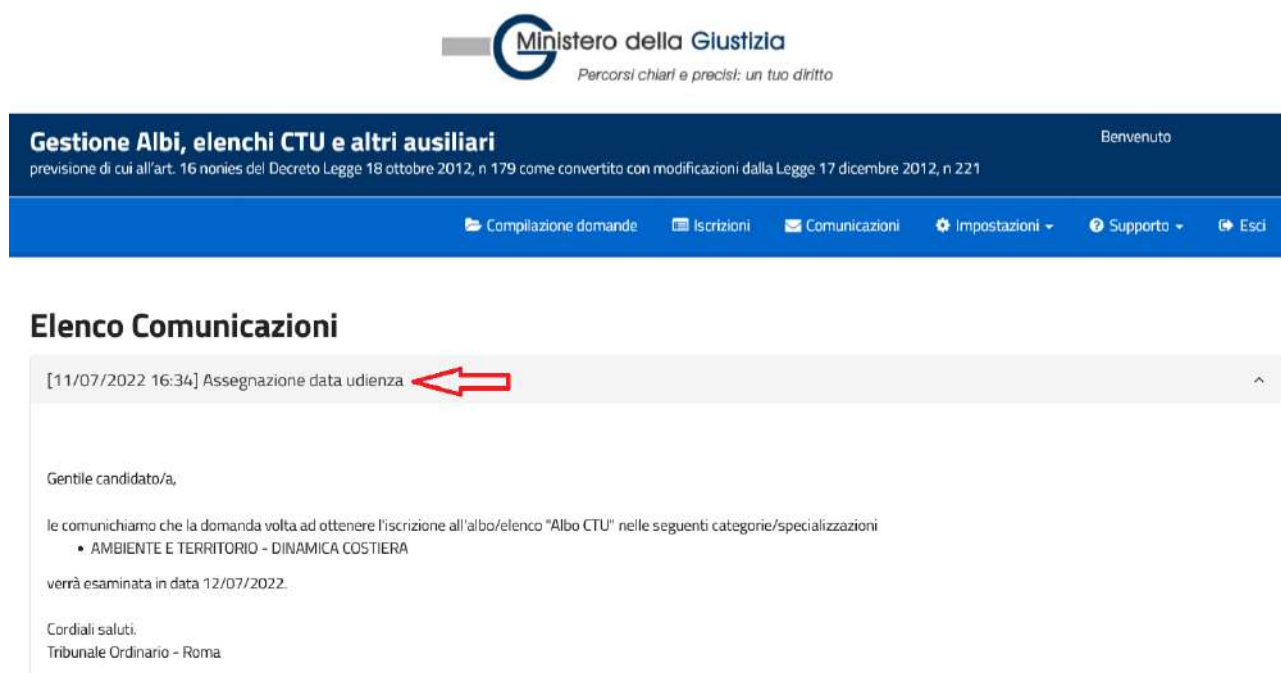 Ministero della Giustizia
Percorsi chiari e precisi: un tuo diritto
Gestione Albi, elenchi CTU e altri ausiliari
Benvenuto
previsione di cui all'art. 16 nonies del Decreto Legge 18 ottobre 2012, n 179 come convertito con modificazioni dalla Legge 17 dicembre 2012, n 221
Compilazione domande Iscrizioni Comunicazioni Impostazioni Supporto Esci
Elenco Comunicazioni
[11/07/2022 16:34] Assegnazione data udienza
Gentile candidato/a,
le comunichiamo che la domanda volta ad ottenere l'iscrizione all'albo/elenco "Albo CTU" nelle seguenti categorie/specializzazioni
• AMBIENTE E TERRITORIO - DINAMICA COSTIERA
verrà esaminata in data 12/07/2022.
Cordiali saluti.
Tribunale Ordinario - Roma